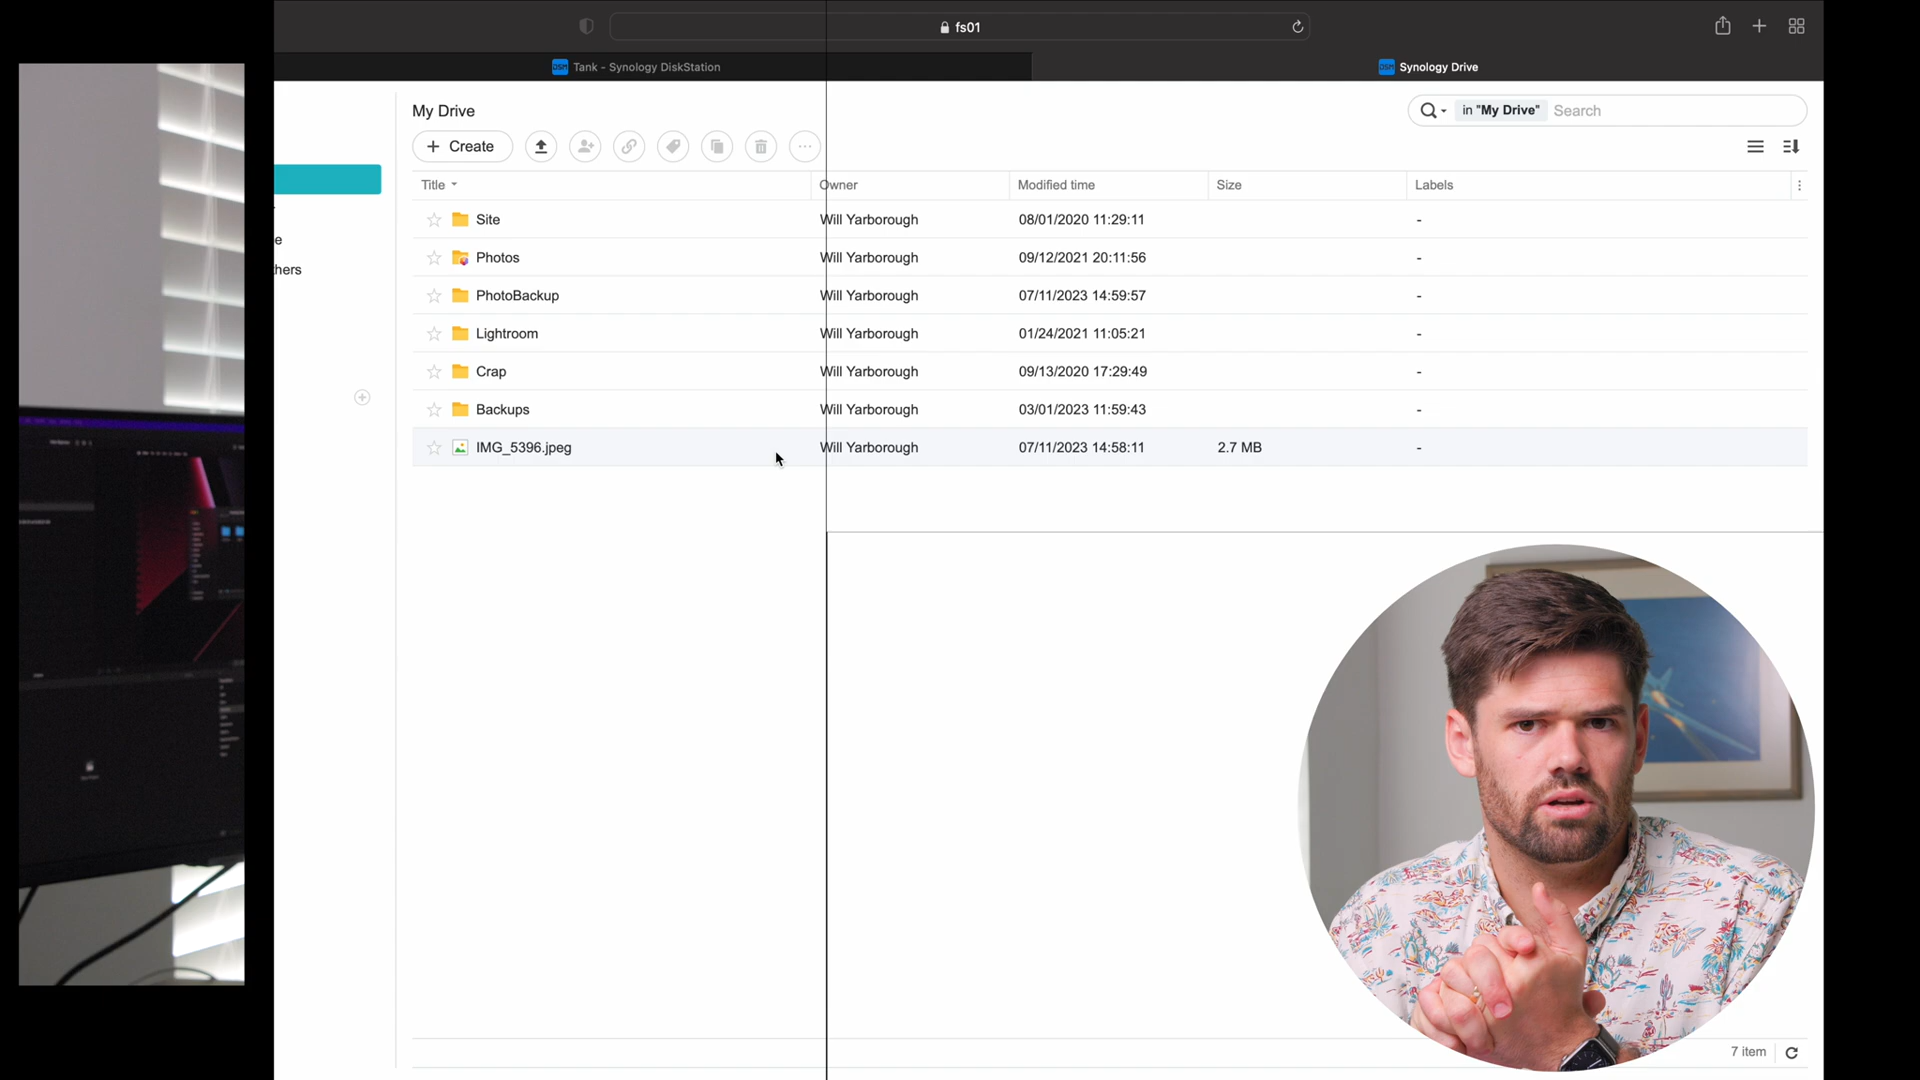 fs01
DSM Tank - Synology DiskStation
DSM Synology Drive
My Drive
in "My Drive" Search
+ Create
Title Owner Modified time Size Labels
Site Will Yarborough 08/01/2020 11:29:11 -
Photos Will Yarborough 09/12/2021 20:11:56 -
e
PhotoBackup Will Yarborough 07/11/2023 14:59:57 -
hers
Lightroom Will Yarborough 01/24/2021 11:05:21 -
Crap Will Yarborough 09/13/2020 17:29:49 -
Backups Will Yarborough 03/01/2023 11:59:43 -
IMG_5396.jpeg Will Yarborough 07/11/2023 14:58:11 2.7 MB -
7 item